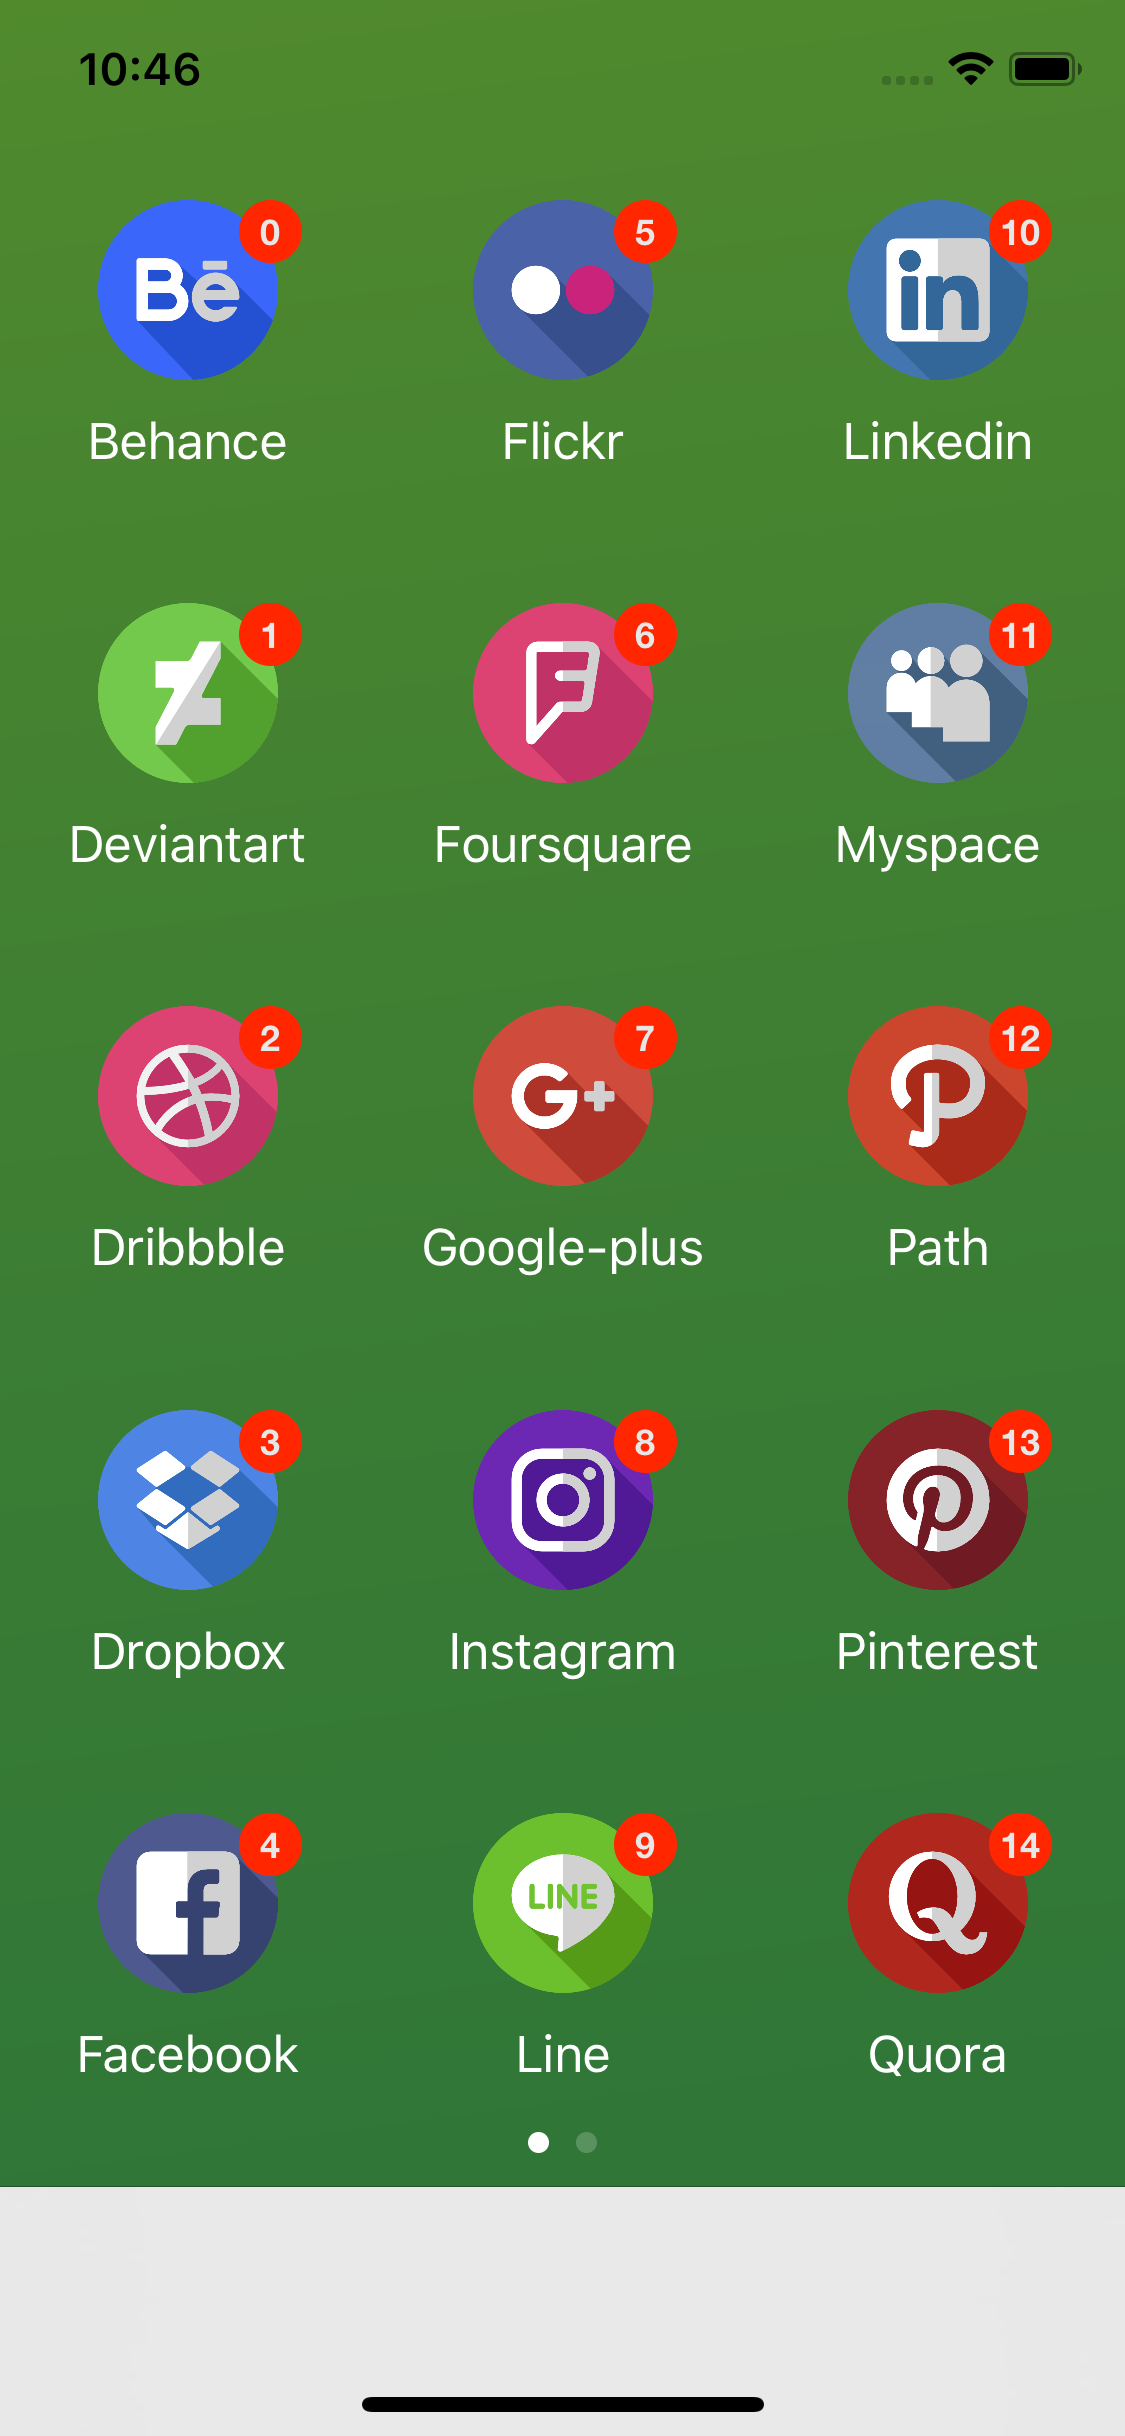 10:46
0 5 10
Bē in
Behance Flickr Linkedin
1 6 11
Deviantart Foursquare Myspace
2 7 12
G+
Dribbble Google-plus Path
3 8 13
Dropbox Instagram Pinterest
4 9 14
f LINE Q
Facebook Line Quora